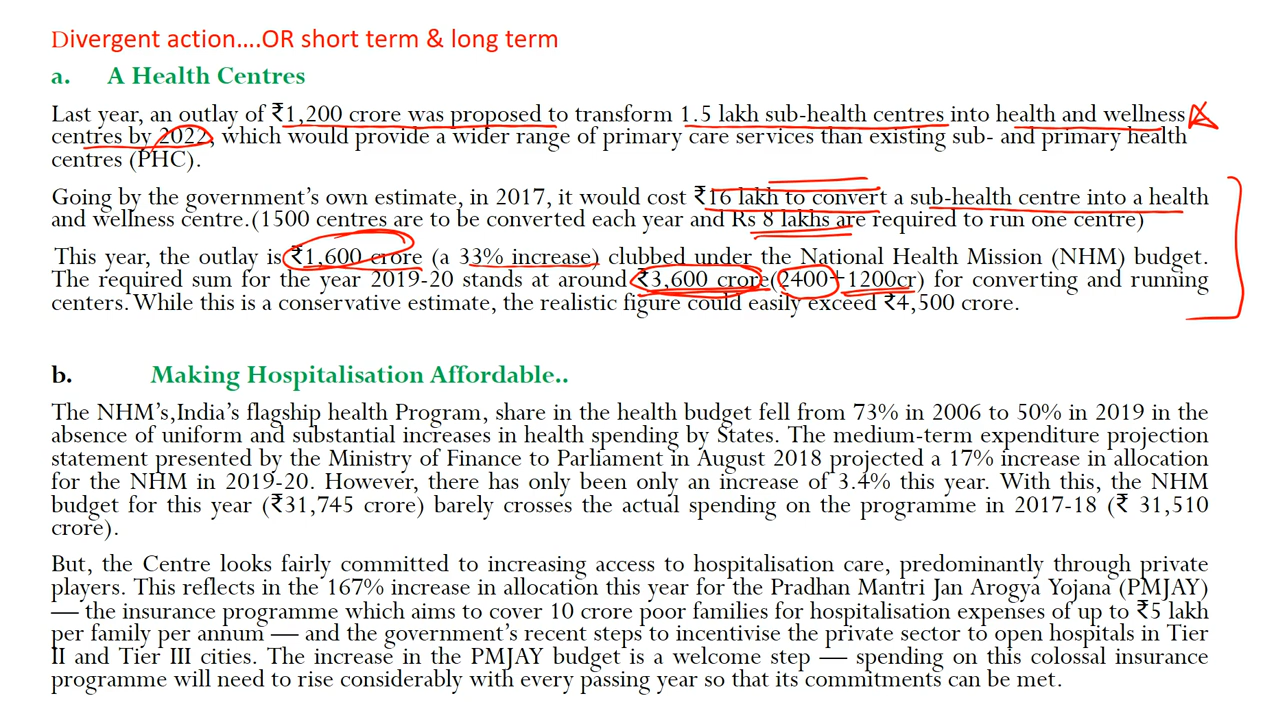 Divergent action....OR short term & long term
a. A Health Centres
Last year, an outlay of ₹1,200 crore was proposed to transform 1.5 lakh sub-health centres into health and wellness
centres by 2022, which would provide a wider range of primary care services than existing sub- and primary health
centres (PHC).
Going by the government's own estimate, in 2017, it would cost ₹16 lakh to convert a sub-health centre into a health
and wellness centre.(1500 centres are to be converted each year and Rs 8 lakhs are required to run one centre)
This year, the outlay is ₹1,600 crore (a 33% increase) clubbed under the National Health Mission (NHM) budget.
The required sum for the year 2019-20 stands at around ₹3,600 crore(2400+1200cr) for converting and running
centers. While this is a conservative estimate, the realistic figure could easily exceed ₹4,500 crore.
b. Making Hospitalisation Affordable..
The NHM's,India's flagship health Program, share in the health budget fell from 73% in 2006 to 50% in 2019 in the
absence of uniform and substantial increases in health spending by States. The medium-term expenditure projection
statement presented by the Ministry of Finance to Parliament in August 2018 projected a 17% increase in allocation
for the NHM in 2019-20. However, there has only been only an increase of 3.4% this year. With this, the NHM
budget for this year (₹31,745 crore) barely crosses the actual spending on the programme in 2017-18 (₹ 31,510
crore).
But, the Centre looks fairly committed to increasing access to hospitalisation care, predominantly through private
players. This reflects in the 167% increase in allocation this year for the Pradhan Mantri Jan Arogya Yojana (PMJAY)
— the insurance programme which aims to cover 10 crore poor families for hospitalisation expenses of up to ₹5 lakh
per family per annum — and the government's recent steps to incentivise the private sector to open hospitals in Tier
II and Tier III cities. The increase in the PMJAY budget is a welcome step — spending on this colossal insurance
programme will need to rise considerably with every passing year so that its commitments can be met.